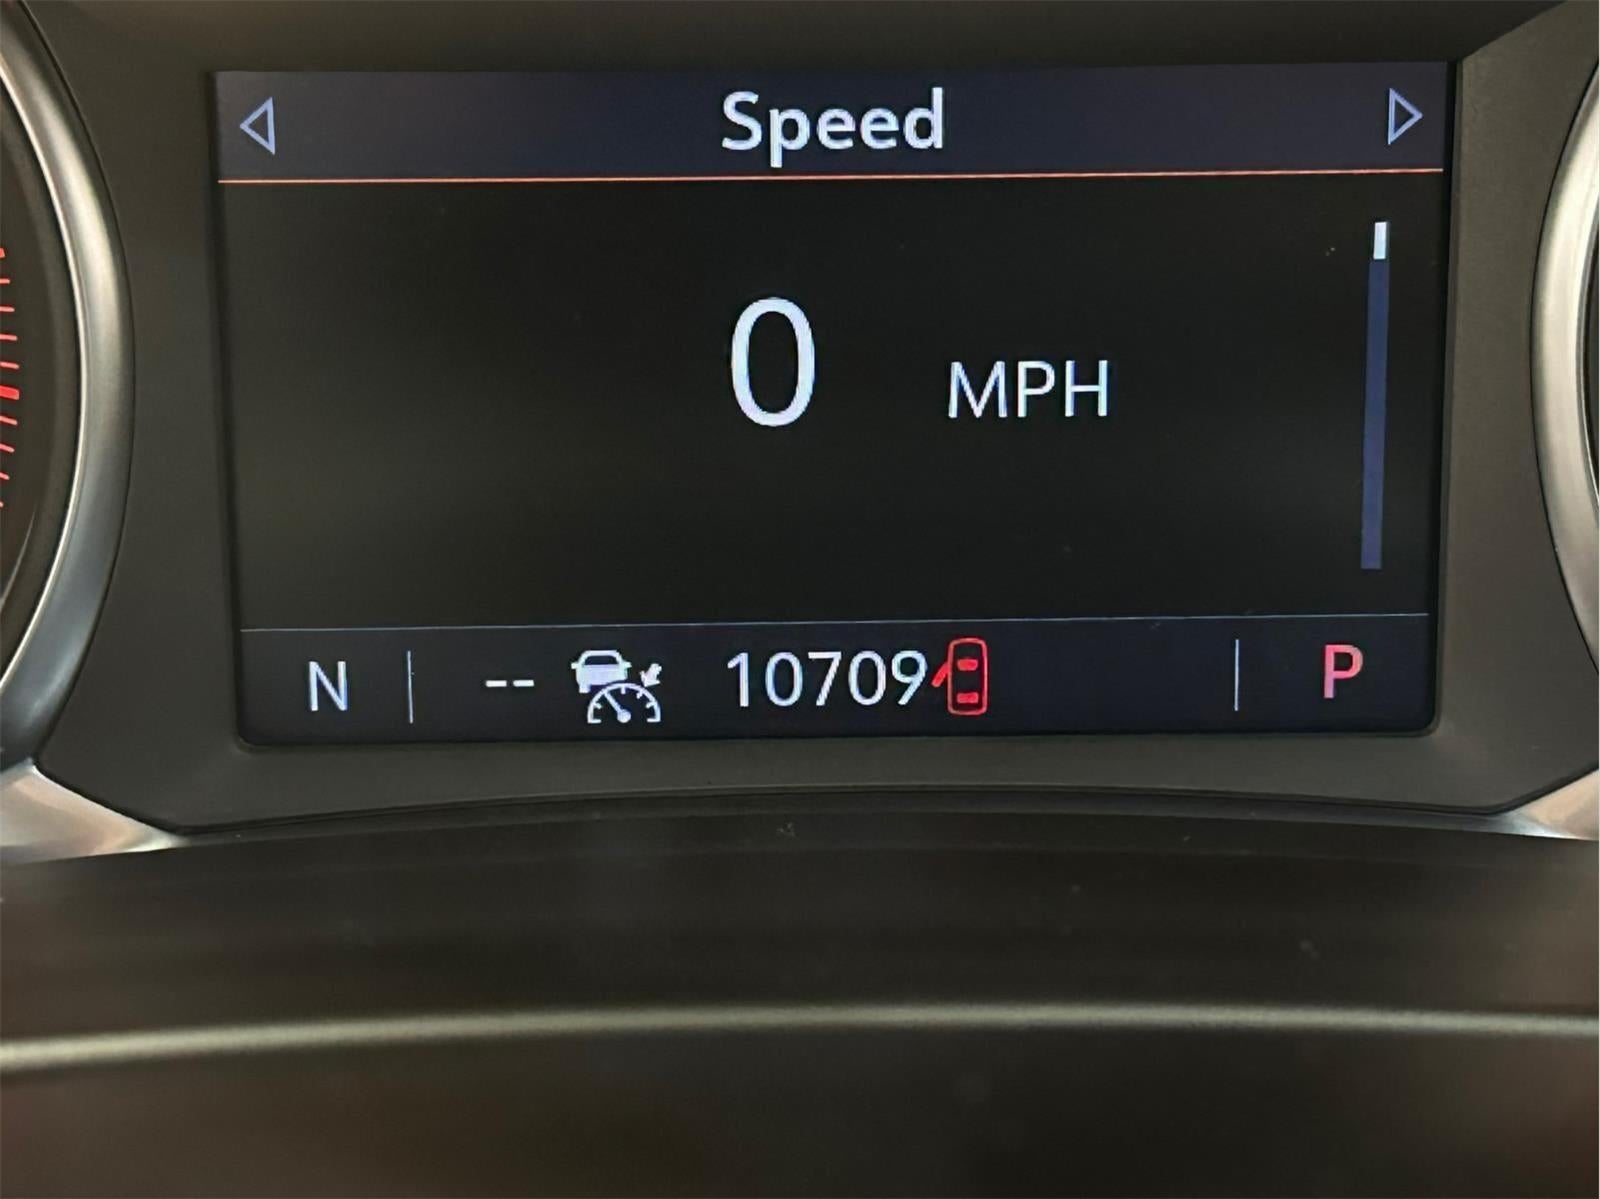 Speed
0 MPH
N -- 10709 P